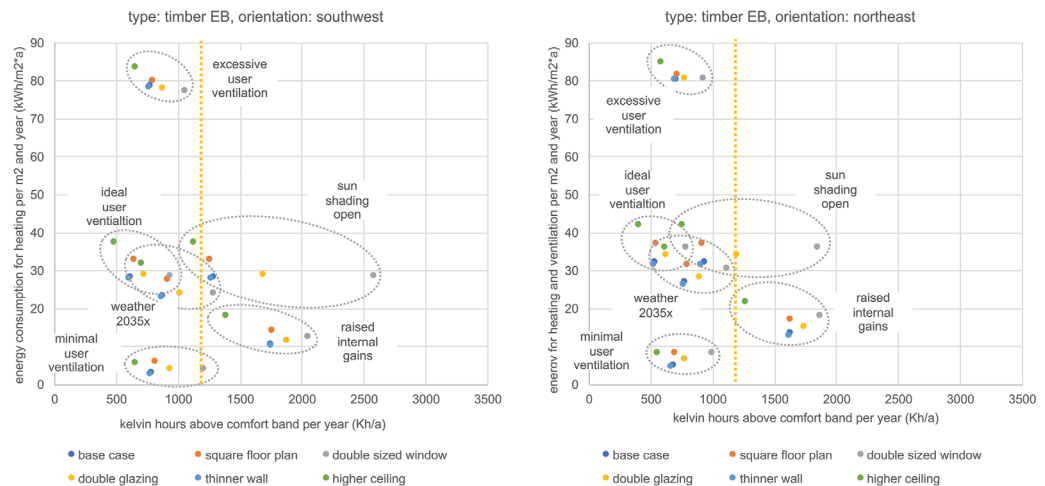 type: timber EB, orientation: southwest
energy consumption for heating per m2 and year (kWh/m2*a)
90
80
70
60
50
40
30
20
10
0
excessive
user
ventilation
ideal
user
ventialtion
sun
shading
open
weather
2035x
minimal
user
ventilation
raised
internal
gains
0
500
1000
1500
2000
2500
3000
3500
kelvin hours above comfort band per year (Kh/a)
base case
square floor plan
double sized window
double glazing
thinner wall
higher ceiling
type: timber EB, orientation: northeast
energy for heating and ventilation per m2 and year (kWh/m2*a)
90
80
70
60
50
40
30
20
10
0
excessive
user
ventilation
ideal
user
ventilation
sun
shading
open
weather
2035x
minimal
user
ventilation
raised
internal
gains
0
500
1000
1500
2000
2500
3000
3500
kelvin hours above comfort band per year (Kh/a)
base case
square floor plan
double sized window
double glazing
thinner wall
higher ceiling